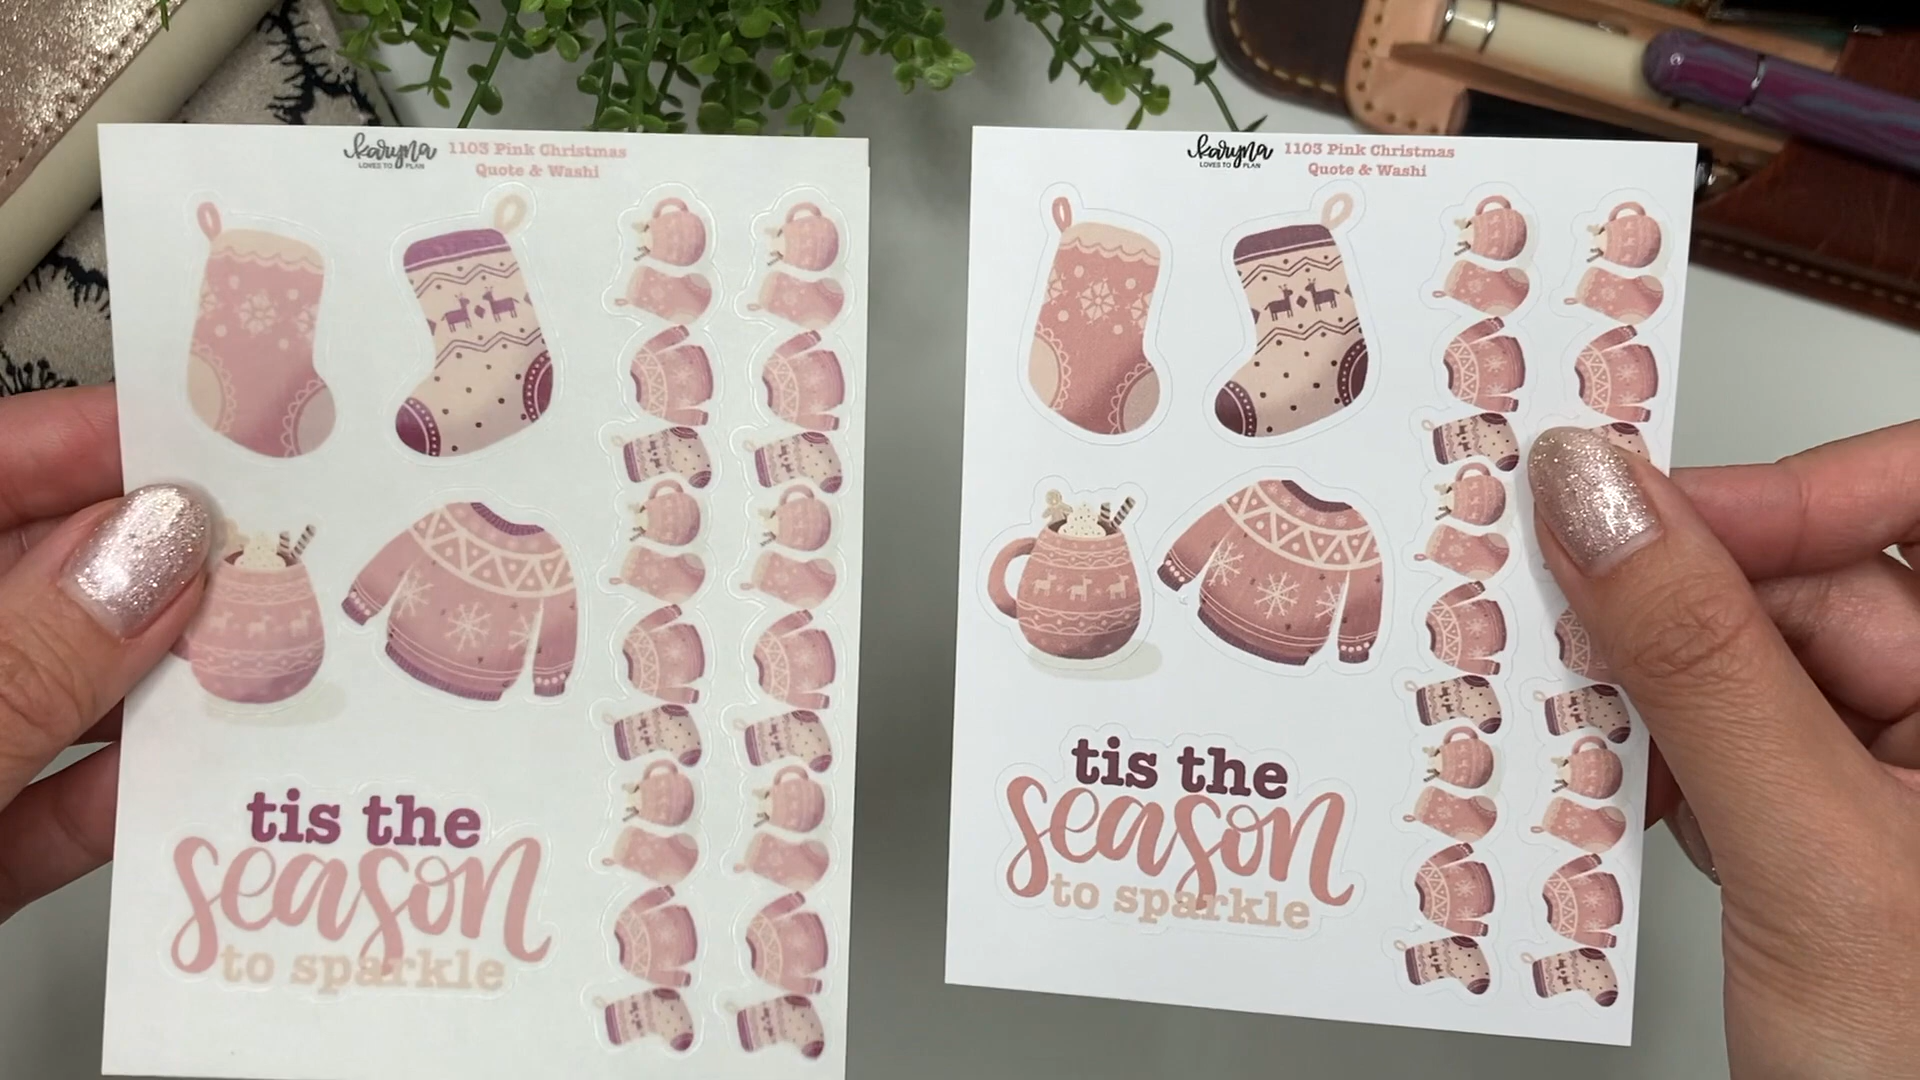 karyna
LOVES TO PLAN
1103 Pink Christmas
Quote & Washi
tis the
season
to sparkle
karyna
LOVES TO PLAN
1103 Pink Christmas
Quote & Washi
tis the
season
to sparkle